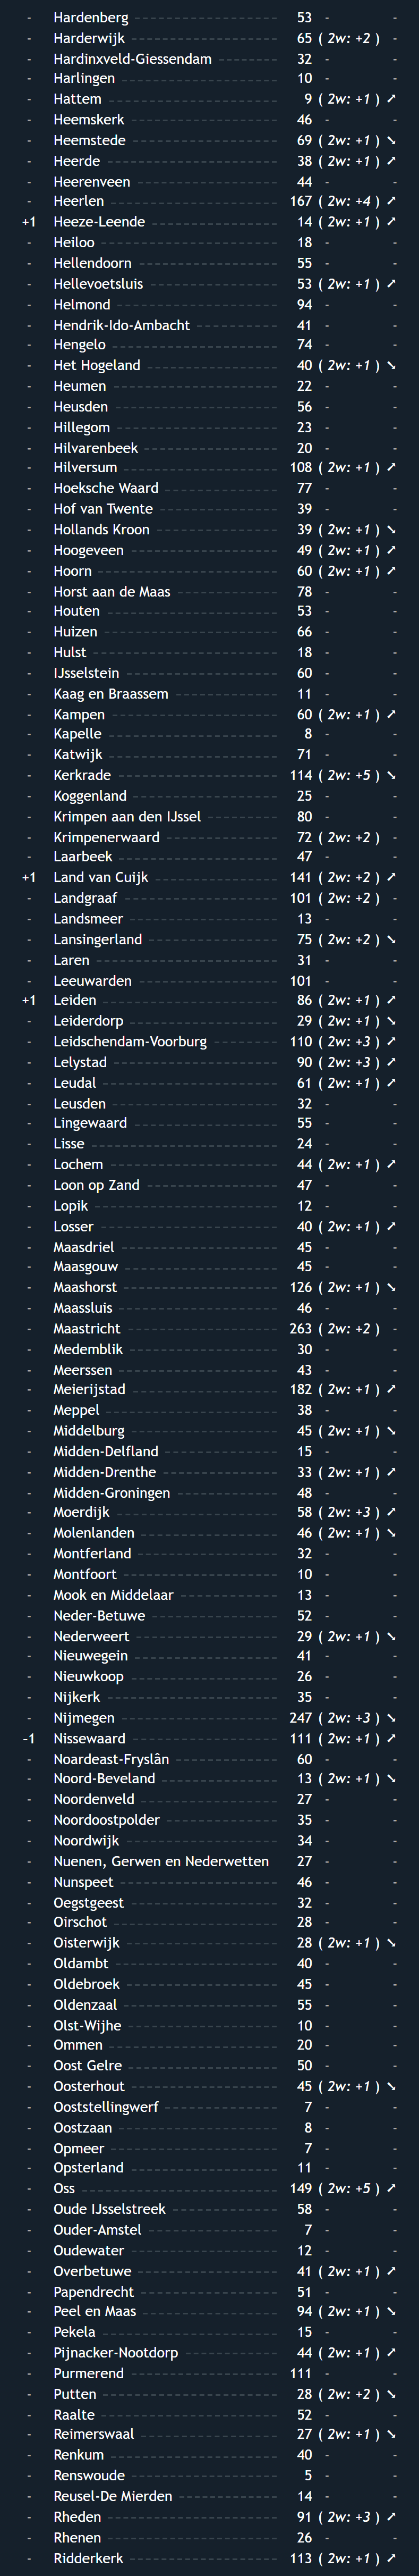 - Hardenberg 53 - -
- Harderwijk 65 ( 2w: +2 ) -
- Hardinxveld-Giessendam 32 - -
- Harlingen 10 - -
- Hattem 9 ( 2w: +1 ) ➚
- Heemskerk 46 - -
- Heemstede 69 ( 2w: +1 ) ➘
- Heerde 38 ( 2w: +1 ) ➚
- Heerenveen 44 - -
- Heerlen 167 ( 2w: +4 ) ➚
+1 Heeze-Leende 14 ( 2w: +1 ) ➚
- Heiloo 18 - -
- Hellendoorn 55 - -
- Hellevoetsluis 53 ( 2w: +1 ) ➚
- Helmond 94 - -
- Hendrik-Ido-Ambacht 41 - -
- Hengelo 74 - -
- Het Hogeland 40 ( 2w: +1 ) ➘
- Heumen 22 - -
- Heusden 56 - -
- Hillegom 23 - -
- Hilvarenbeek 20 - -
- Hilversum 108 ( 2w: +1 ) ➚
- Hoeksche Waard 77 - -
- Hof van Twente 39 - -
- Hollands Kroon 39 ( 2w: +1 ) ➘
- Hoogeveen 49 ( 2w: +1 ) ➚
- Hoorn 60 ( 2w: +1 ) ➚
- Horst aan de Maas 78 - -
- Houten 53 - -
- Huizen 66 - -
- Hulst 18 - -
- IJsselstein 60 - -
- Kaag en Braassem 11 - -
- Kampen 60 ( 2w: +1 ) ➚
- Kapelle 8 - -
- Katwijk 71 - -
- Kerkrade 114 ( 2w: +5 ) ➘
- Koggenland 25 - -
- Krimpen aan den IJssel 80 - -
- Krimpenerwaard 72 ( 2w: +2 ) -
- Laarbeek 47 - -
+1 Land van Cuijk 141 ( 2w: +2 ) ➚
- Landgraaf 101 ( 2w: +2 ) -
- Landsmeer 13 - -
- Lansingerland 75 ( 2w: +2 ) ➘
- Laren 31 - -
- Leeuwarden 101 - -
+1 Leiden 86 ( 2w: +1 ) ➚
- Leiderdorp 29 ( 2w: +1 ) ➘
- Leidschendam-Voorburg 110 ( 2w: +3 ) ➚
- Lelystad 90 ( 2w: +3 ) ➚
- Leudal 61 ( 2w: +1 ) ➚
- Leusden 32 - -
- Lingewaard 55 - -
- Lisse 24 - -
- Lochem 44 ( 2w: +1 ) ➚
- Loon op Zand 47 - -
- Lopik 12 - -
- Losser 40 ( 2w: +1 ) ➚
- Maasdriel 45 - -
- Maasgouw 45 - -
- Maashorst 126 ( 2w: +1 ) ➘
- Maassluis 46 - -
- Maastricht 263 ( 2w: +2 ) -
- Medemblik 30 - -
- Meerssen 43 - -
- Meierijstad 182 ( 2w: +1 ) ➚
- Meppel 38 - -
- Middelburg 45 ( 2w: +1 ) ➘
- Midden-Delfland 15 - -
- Midden-Drenthe 33 ( 2w: +1 ) ➚
- Midden-Groningen 48 - -
- Moerdijk 58 ( 2w: +3 ) ➚
- Molenlanden 46 ( 2w: +1 ) ➘
- Montferland 32 - -
- Montfoort 10 - -
- Mook en Middelaar 13 - -
- Neder-Betuwe 52 - -
- Nederweert 29 ( 2w: +1 ) ➘
- Nieuwegein 41 - -
- Nieuwkoop 26 - -
- Nijkerk 35 - -
- Nijmegen 247 ( 2w: +3 ) ➘
-1 Nissewaard 111 ( 2w: +1 ) ➚
- Noardeast-Fryslân 60 - -
- Noord-Beveland 13 ( 2w: +1 ) ➘
- Noordenveld 27 - -
- Noordoostpolder 35 - -
- Noordwijk 34 - -
- Nuenen, Gerwen en Nederwetten 27 - -
- Nunspeet 46 - -
- Oegstgeest 32 - -
- Oirschot 28 - -
- Oisterwijk 28 ( 2w: +1 ) ➘
- Oldambt 40 - -
- Oldebroek 45 - -
- Oldenzaal 55 - -
- Olst-Wijhe 10 - -
- Ommen 20 - -
- Oost Gelre 50 - -
- Oosterhout 45 ( 2w: +1 ) ➘
- Ooststellingwerf 7 - -
- Oostzaan 8 - -
- Opmeer 7 - -
- Opsterland 11 - -
- Oss 149 ( 2w: +5 ) ➚
- Oude IJsselstreek 58 - -
- Ouder-Amstel 7 - -
- Oudewater 12 - -
- Overbetuwe 41 ( 2w: +1 ) ➚
- Papendrecht 51 - -
- Peel en Maas 94 ( 2w: +1 ) ➘
- Pekela 15 - -
- Pijnacker-Nootdorp 44 ( 2w: +1 ) ➚
- Purmerend 111 - -
- Putten 28 ( 2w: +2 ) ➘
- Raalte 52 - -
- Reimerswaal 27 ( 2w: +1 ) ➘
- Renkum 40 - -
- Renswoude 5 - -
- Reusel-De Mierden 14 - -
- Rheden 91 ( 2w: +3 ) ➚
- Rhenen 26 - -
- Ridderkerk 113 ( 2w: +1 ) ➚